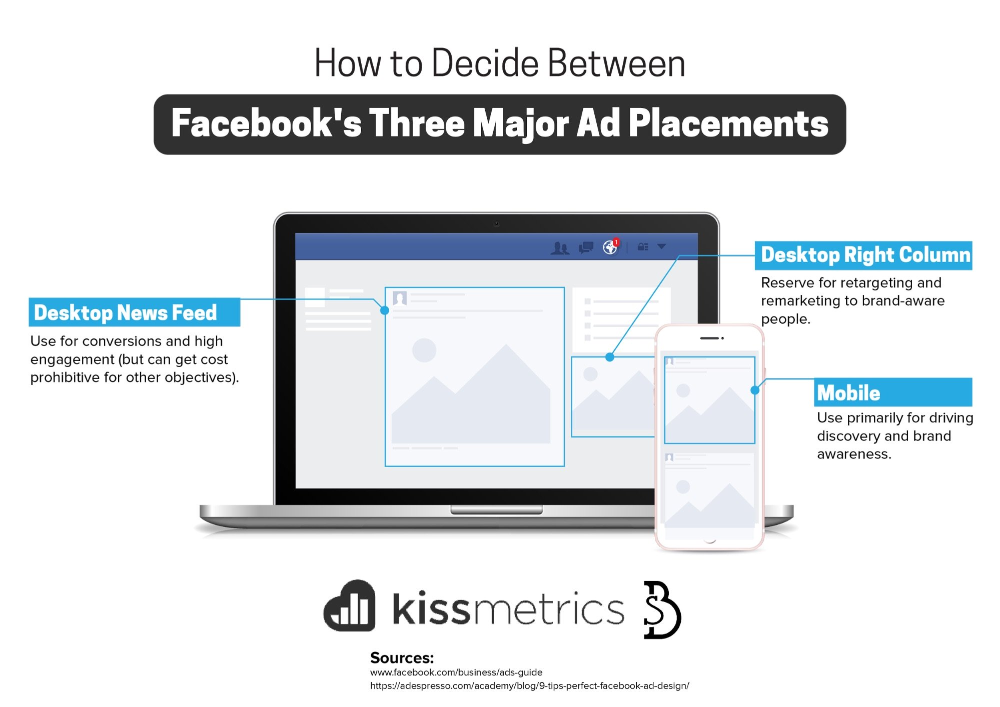 How to Decide Between
Facebook's Three Major Ad Placements
1
Desktop Right Column
Reserve for retargeting and
remarketing to brand-aware
people.
Desktop News Feed
Use for conversions and high
engagement (but can get cost
prohibitive for other objectives).
Mobile
Use primarily for driving
discovery and brand
awareness.
kissmetrics
SB
Sources:
www.facebook.com/business/ads-guide
https://adespresso.com/academy/blog/9-tips-perfect-facebook-ad-design/